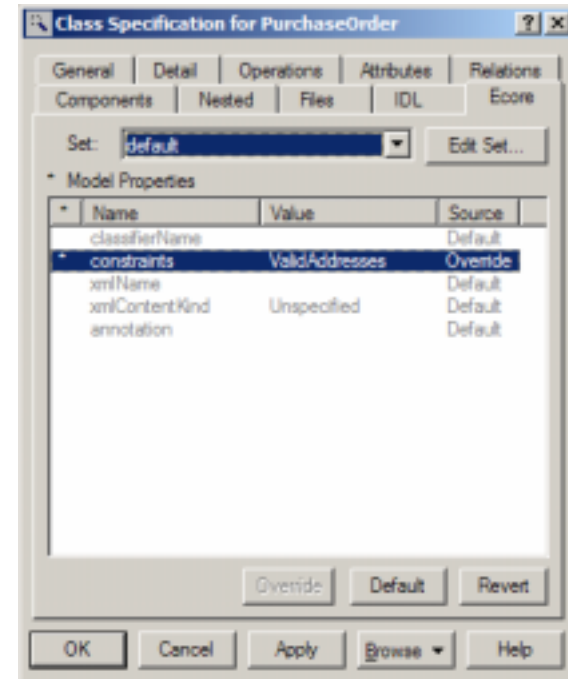 Class Specification for PurchaseOrder
General Detail Operations Attributes Relations
Components Nested Files IDL Ecore
Set: default Edit Set...
* Model Properties
* Name Value Source
classifierName Default
* constraints ValidAddresses Override
xmlName Default
xmlContentKind Unspecified Default
annotation Default
Override Default Revert
OK Cancel Apply Browse Help